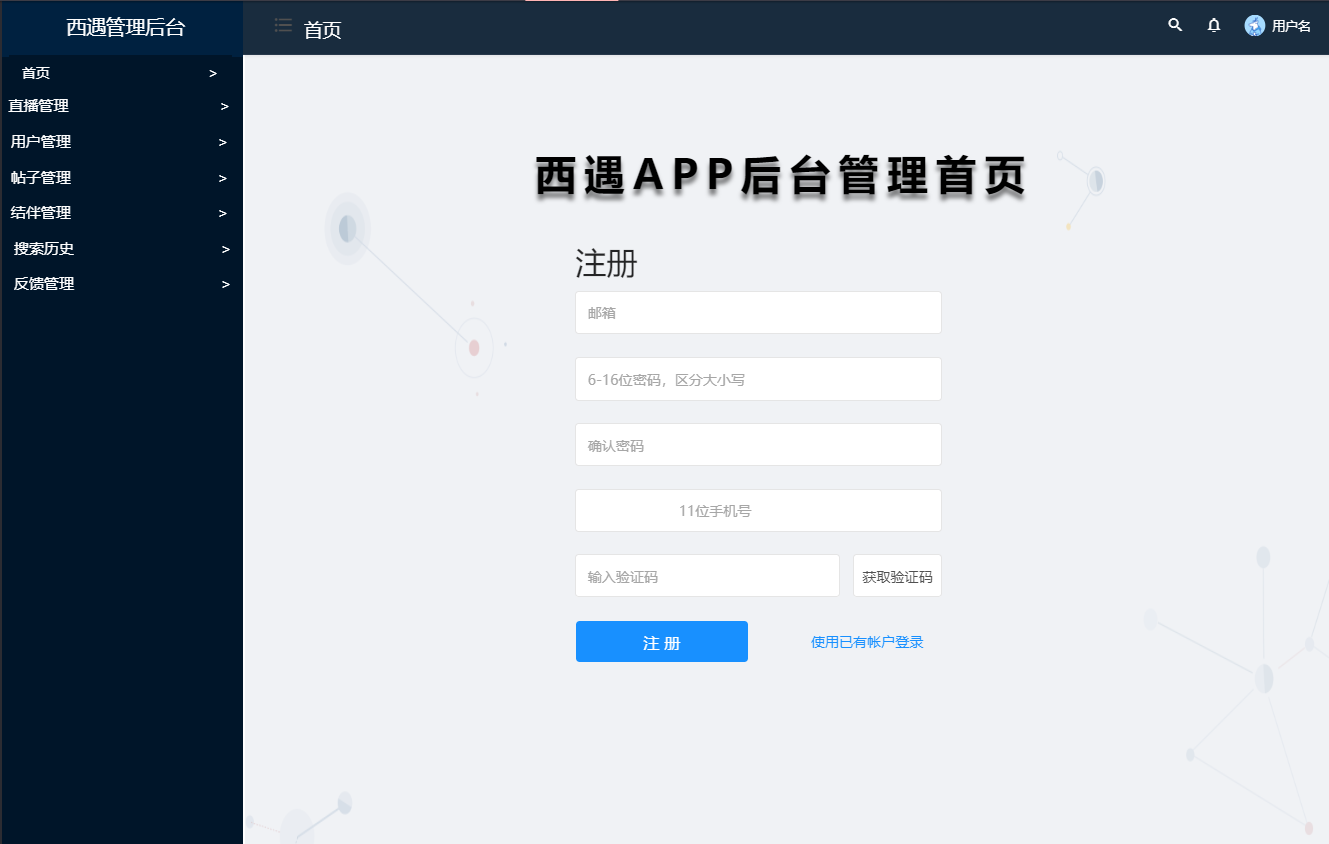 西遇管理后台
首页
用户名
首页 >
直播管理 >
用户管理 >
帖子管理 >
结伴管理 >
搜索历史 >
反馈管理 >
西遇APP后台管理首页
注册
邮箱
6-16位密码，区分大小写
确认密码
11位手机号
输入验证码
获取验证码
注 册
使用已有帐户登录